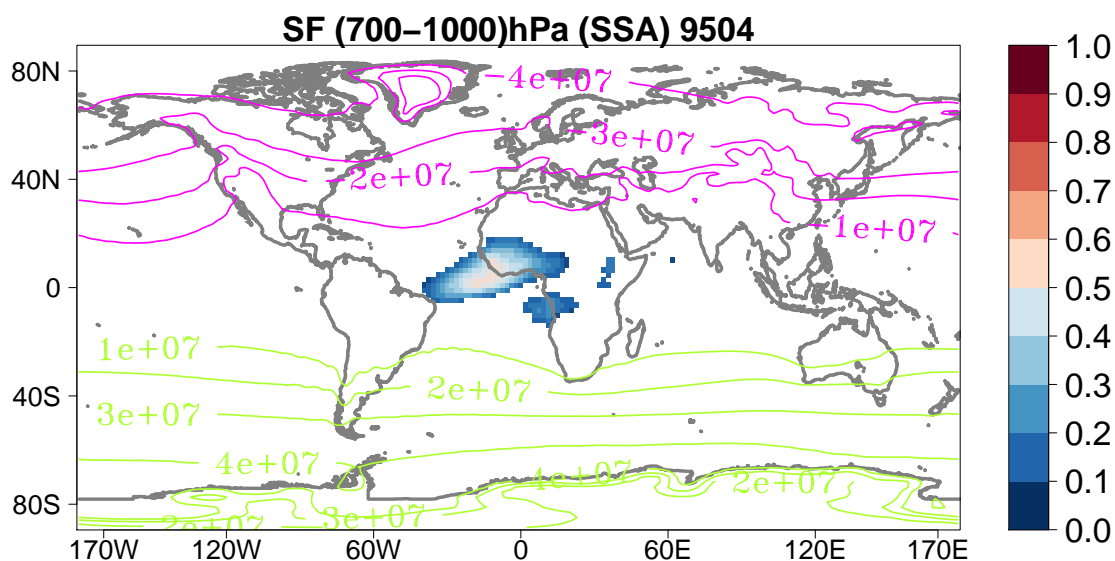 SF (700–1000)hPa (SSA) 9504
80N
40N
0
40S
80S
−4e+07
−3e+07
2e+07
−1e+07
1e+07
2e+07
3e+07
4e+07
4e+07
2e+07
2e+07
3e+07
170W
120W
60W
0
60E
120E
170E
1.0
0.9
0.8
0.7
0.6
0.5
0.4
0.3
0.2
0.1
0.0